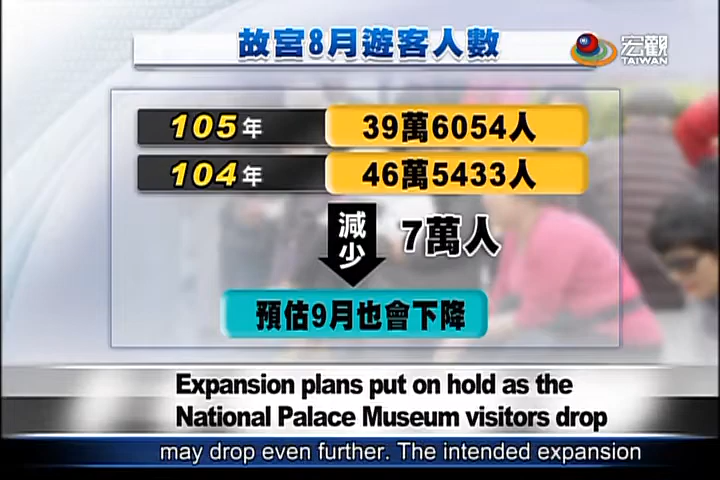 故宮8月遊客人數
宏觀
TAIWAN
105年 39萬6054人
104年 46萬5433人
減少 7萬人
預估9月也會下降
Expansion plans put on hold as the
National Palace Museum visitors drop
may drop even further. The intended expansion